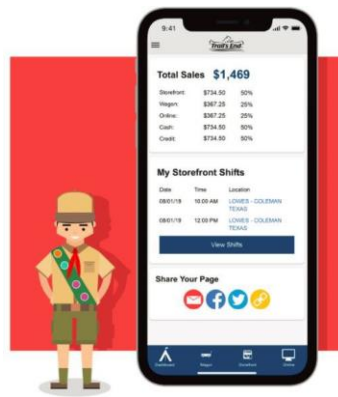 9:41
Trail's End
Total Sales $1,469
Storefront: $734.50 50%
Wagon: $367.25 25%
Online: $367.25 25%
Cash: $734.50 50%
Credit: $734.50 50%
My Storefront Shifts
Date Time Location
08/01/19 10:00 AM LOWES - COLEMAN
TEXAS
08/01/19 12:00 PM LOWES - COLEMAN
TEXAS
View Shifts
Share Your Page
Dashboard Wagon Storefront Online